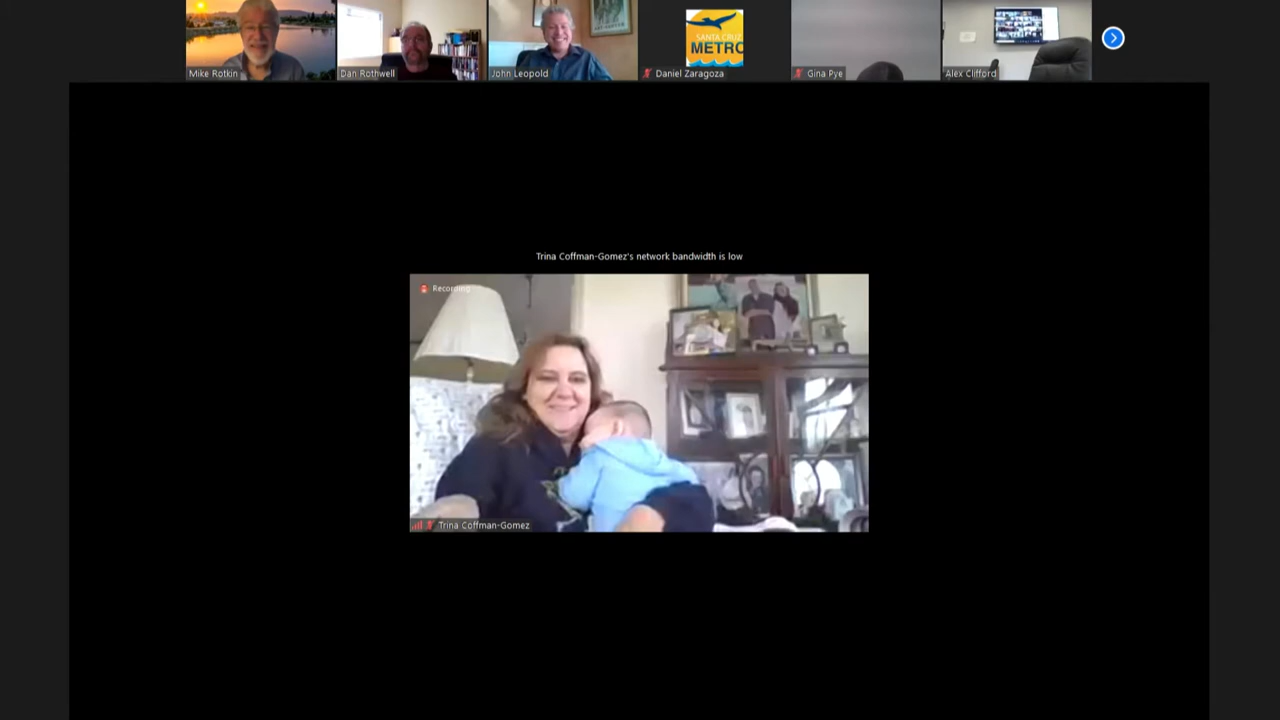 Mike Rotkin
Dan Rothwell
John Leopold
SANTA CRUZ
METRO
Daniel Zaragoza
Gina Pye
Alex Clifford
Trina Coffman-Gomez's network bandwidth is low
Recording
Trina Coffman-Gomez